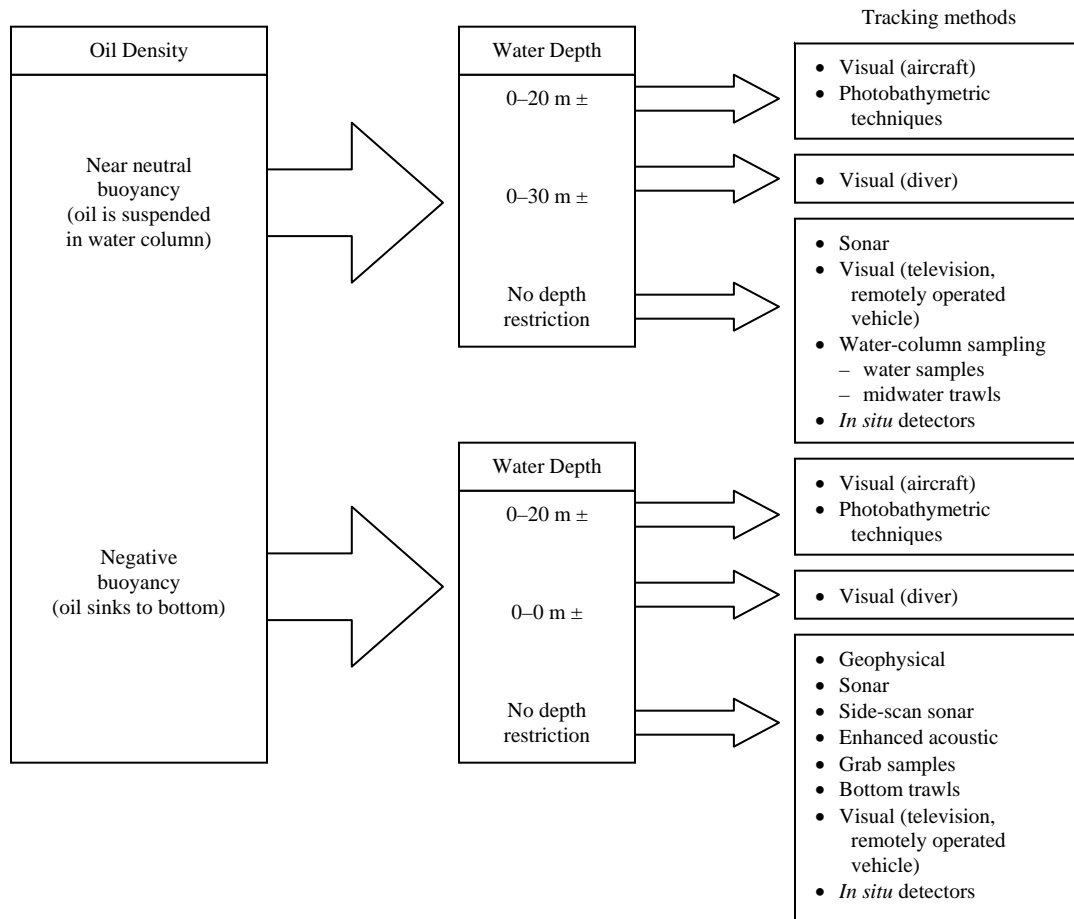 Tracking methods
Oil Density
Near neutral
buoyancy
(oil is suspended
in water column)
Negative
buoyancy
(oil sinks to bottom)
Water Depth
0–20 m ±
0–30 m ±
No depth
restriction
• Visual (aircraft)
• Photobathymetric
techniques
• Visual (diver)
• Sonar
• Visual (television,
remotely operated
vehicle)
• Water-column sampling
– water samples
– midwater trawls
• In situ detectors
Water Depth
0–20 m ±
0–0 m ±
No depth
restriction
• Visual (aircraft)
• Photobathymetric
techniques
• Visual (diver)
• Geophysical
• Sonar
• Side-scan sonar
• Enhanced acoustic
• Grab samples
• Bottom trawls
• Visual (television,
remotely operated
vehicle)
• In situ detectors